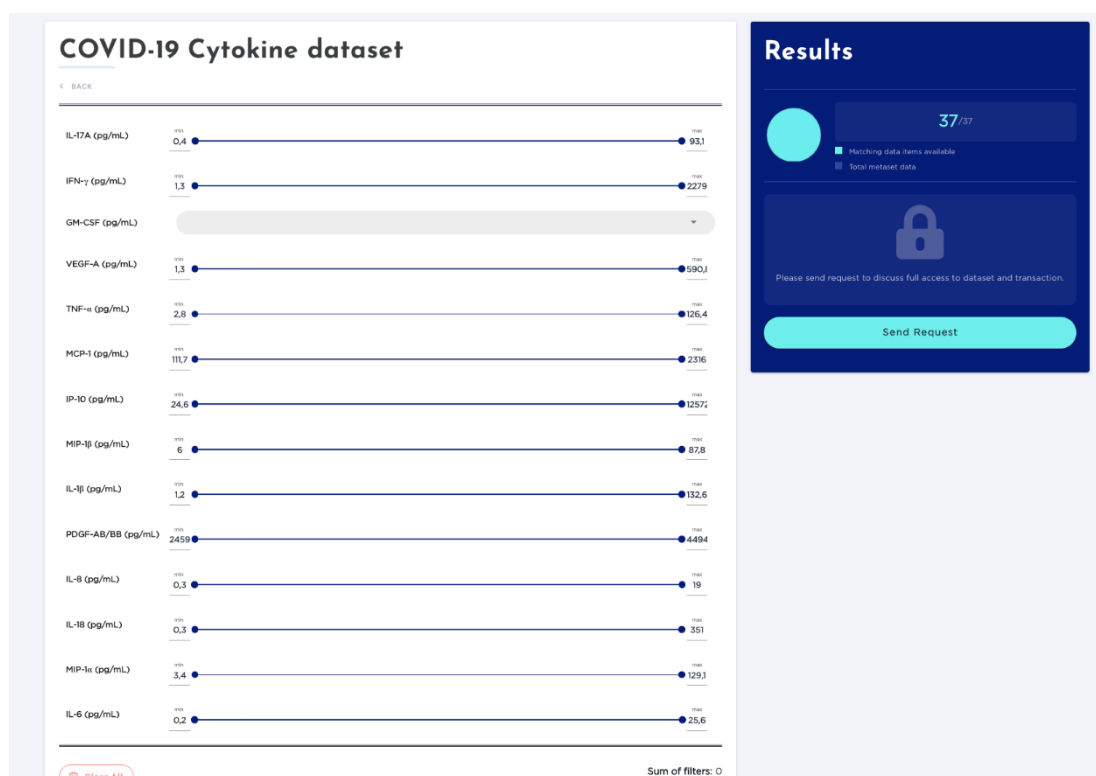 COVID-19 Cytokine dataset
< BACK
IL-17A (pg/mL) min 0,4 max 93,1
IFN-γ (pg/mL) min 1,3 max 2279
GM-CSF (pg/mL)
VEGF-A (pg/mL) min 1,3 max 590,
TNF-α (pg/mL) min 2,8 max 126,4
MCP-1 (pg/mL) min 111,7 max 2316
IP-10 (pg/mL) min 24,6 max 12572
MIP-1β (pg/mL) min 6 max 87,8
IL-1β (pg/mL) min 1,2 max 132,6
PDGF-AB/BB (pg/mL) min 2459 max 4494
IL-8 (pg/mL) min 0,3 max 19
IL-18 (pg/mL) min 0,3 max 351
MIP-1α (pg/mL) min 3,4 max 129,1
IL-6 (pg/mL) min 0,2 max 25,6
Clear All
Sum of filters: 0
Results
37/37
Matching data items available
Total metaset data
Please send request to discuss full access to dataset and transaction.
Send Request